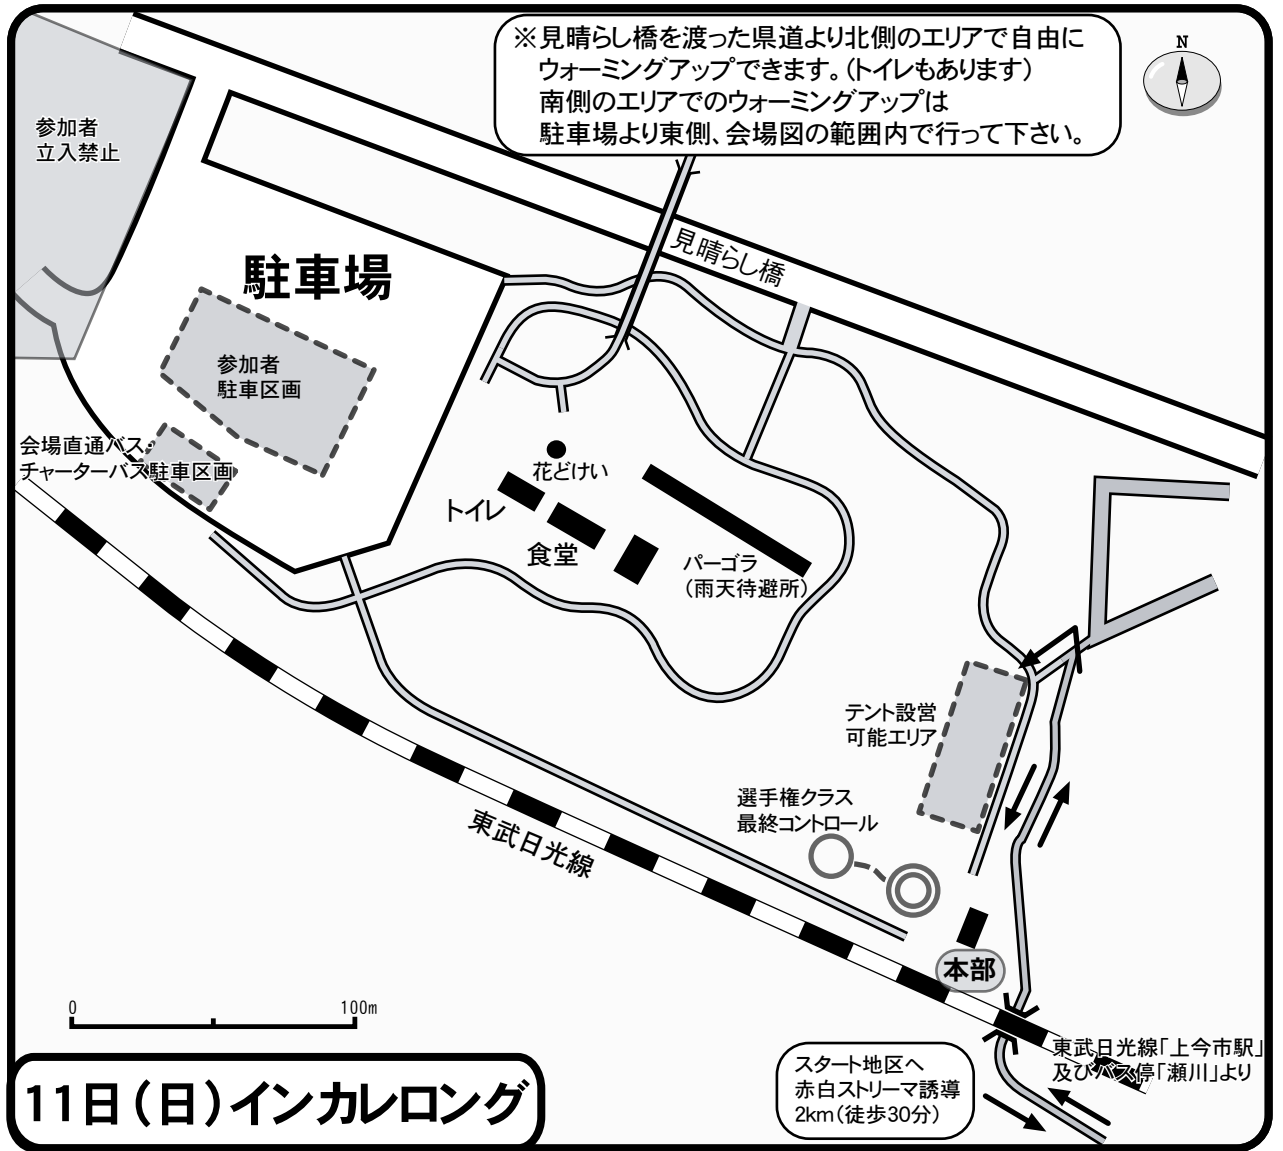 ※見晴らし橋を渡った県道より北側のエリアで自由に
ウォーミングアップできます。(トイレもあります)
南側のエリアでのウォーミングアップは
駐車場より東側、会場図の範囲内で行って下さい。
N
参加者
立入禁止
見晴らし橋
駐車場
参加者
駐車区画
会場直通バス・
チャーターバス駐車区画
花どけい
トイレ
食堂
パーゴラ
(雨天待避所)
テント設営
可能エリア
選手権クラス
最終コントロール
東武日光線
本部
0 100m
東武日光線「上今市駅」
及びバス停「瀬川」より
スタート地区へ
赤白ストリーマ誘導
2km(徒歩30分)
11日(日)インカレロング